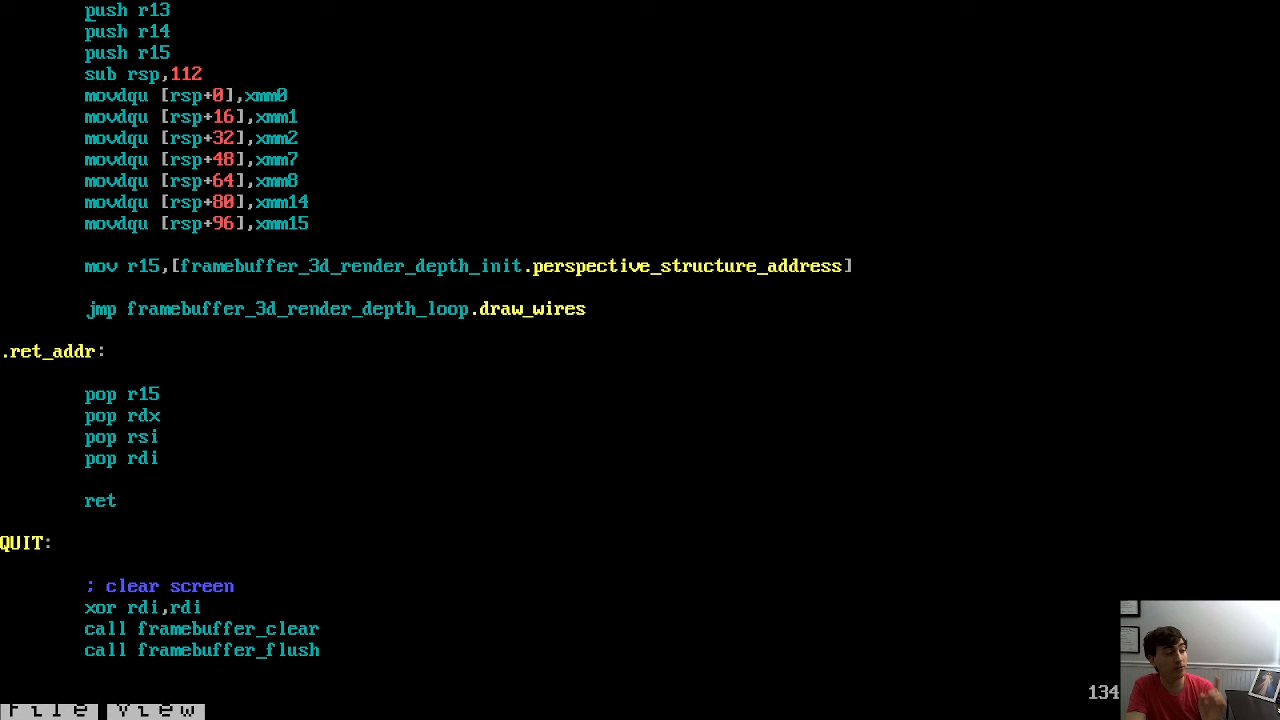 push r13
push r14
push r15
sub rsp,112
movdqu [rsp+0],xmm0
movdqu [rsp+16],xmm1
movdqu [rsp+32],xmm2
movdqu [rsp+48],xmm7
movdqu [rsp+64],xmm8
movdqu [rsp+80],xmm14
movdqu [rsp+96],xmm15
mov r15,[framebuffer_3d_render_depth_init.perspective_structure_address]
jmp framebuffer_3d_render_depth_loop.draw_wires
.ret_addr:
pop r15
pop rdx
pop rsi
pop rdi
ret
QUIT:
; clear screen
xor rdi,rdi
call framebuffer_clear
call framebuffer_flush
134
File View